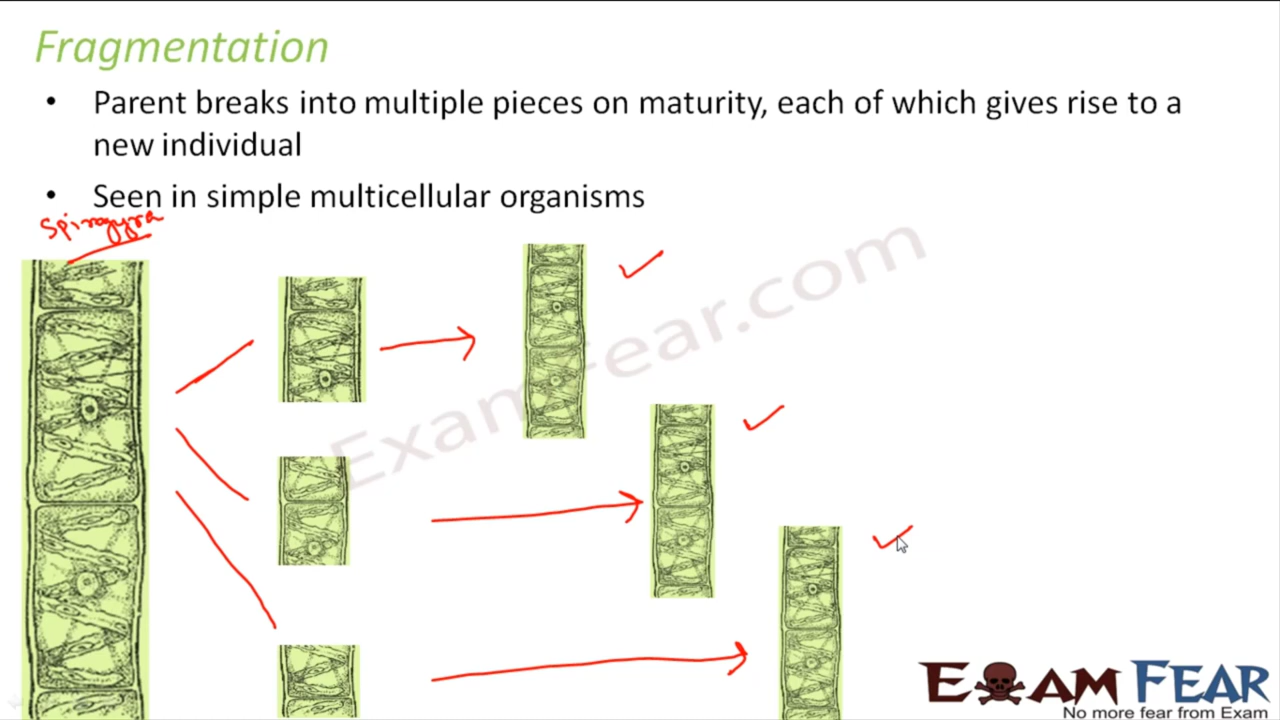 Fragmentation
• Parent breaks into multiple pieces on maturity, each of which gives rise to a
new individual
• Seen in simple multicellular organisms
Spirogyra
ExamFear.com
EXAM FEAR
No more fear from Exam